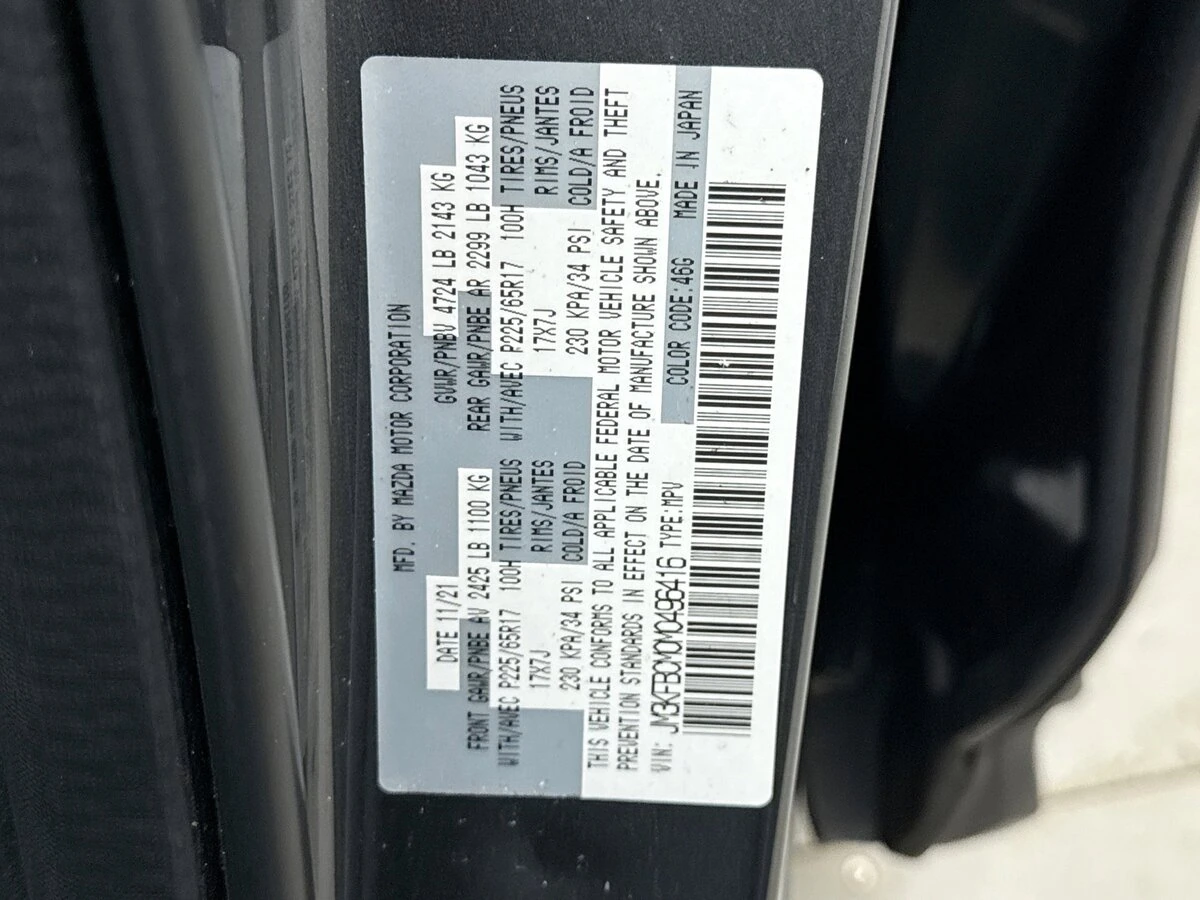 MFD. BY MAZDA MOTOR CORPORATION
DATE 11/21 GVWR/PNBV 4724 LB 2143 KG
FRONT GAWR/PNBE AV 2425 LB 1100 KG REAR GAWR/PNBE AR 2299 LB 1043 KG
WITH/AVEC P225/65R17 100H TIRES/PNEUS WITH/AVEC P225/65R17 100H TIRES/PNEUS
17X7J RIMS/JANTES 17X7J RIMS/JANTES
230 KPA/34 PSI COLD/A FROID 230 KPA/34 PSI COLD/A FROID
THIS VEHICLE CONFORMS TO ALL APPLICABLE FEDERAL MOTOR VEHICLE SAFETY AND THEFT
PREVENTION STANDARDS IN EFFECT ON THE DATE OF MANUFACTURE SHOWN ABOVE.
VIN: JM3KFBCM0M0496416 TYPE:MPV COLOR CODE:46G MADE IN JAPAN